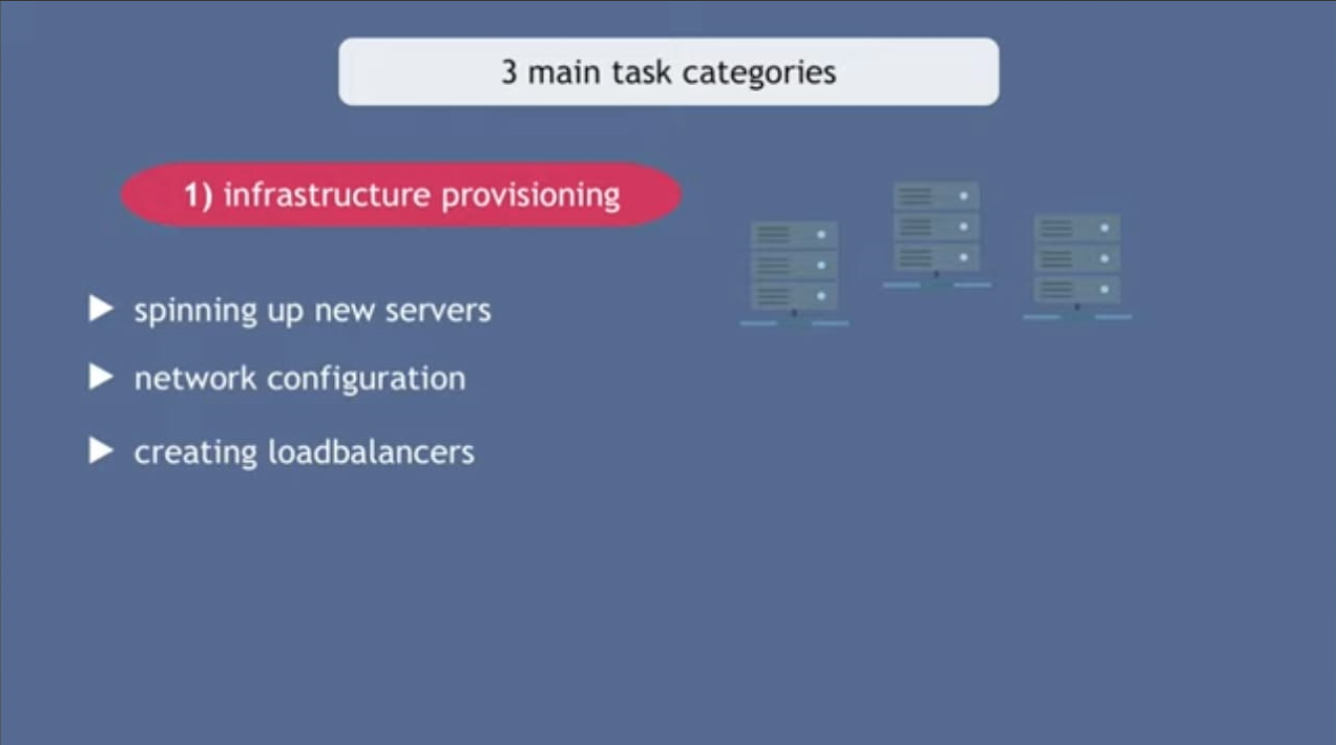 3 main task categories
1) infrastructure provisioning
spinning up new servers
network configuration
creating loadbalancers